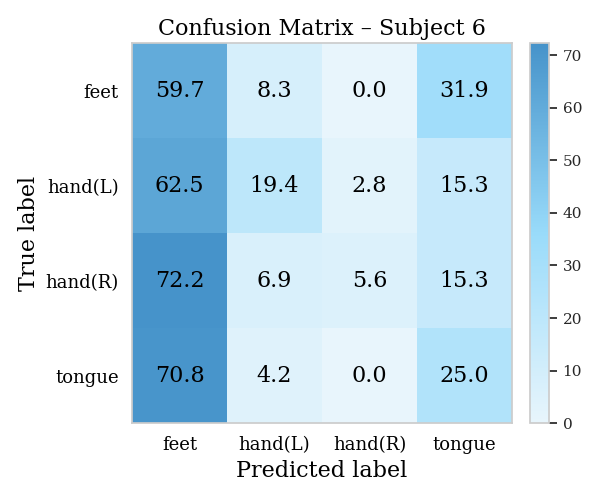 Confusion Matrix – Subject 6
True label
feet 59.7 8.3 0.0 31.9
hand(L) 62.5 19.4 2.8 15.3
hand(R) 72.2 6.9 5.6 15.3
tongue 70.8 4.2 0.0 25.0
feet hand(L) hand(R) tongue
Predicted label
70
60
50
40
30
20
10
0